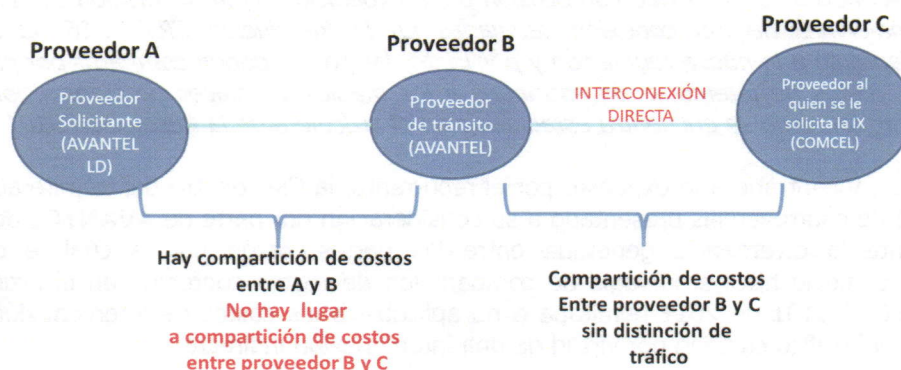 Proveedor A
Proveedor B
Proveedor C
Proveedor
Solicitante
(AVANTEL
LD)
Proveedor
de tránsito
(AVANTEL)
INTERCONEXIÓN
DIRECTA
Proveedor al
quien se le
solicita la IX
(COMCEL)
Hay compartición de costos
entre A y B
No hay lugar
a compartición de costos
entre proveedor B y C
Compartición de costos
Entre proveedor B y C
sin distinción de
tráfico